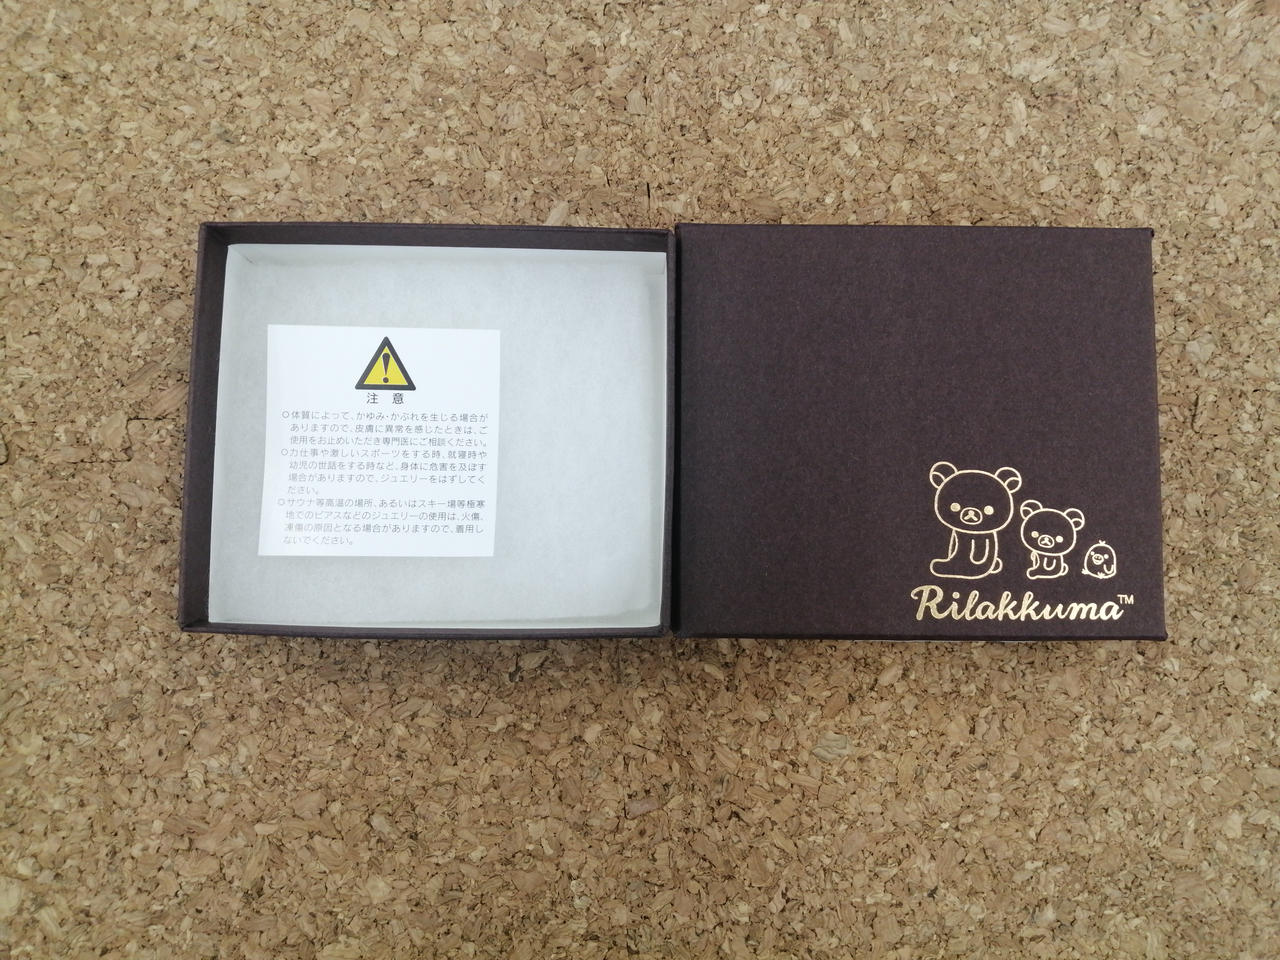 注 意
○体質によって、かゆみ・かぶれを生じる場合が
ありますので、皮膚に異常を感じたときは、ご
使用をお止めいただき専門医にご相談ください。
○力仕事や激しいスポーツをする時、就寝時や
幼児の世話をする時など、身体に危害を及ぼす
場合がありますので、ジュエリーをはずしてく
ださい。
○サウナ等高温の場所、あるいはスキー場等極寒
地でのピアスなどのジュエリーの使用は、火傷、
凍傷の原因となる場合がありますので、着用し
ないでください。
Rilakkuma™